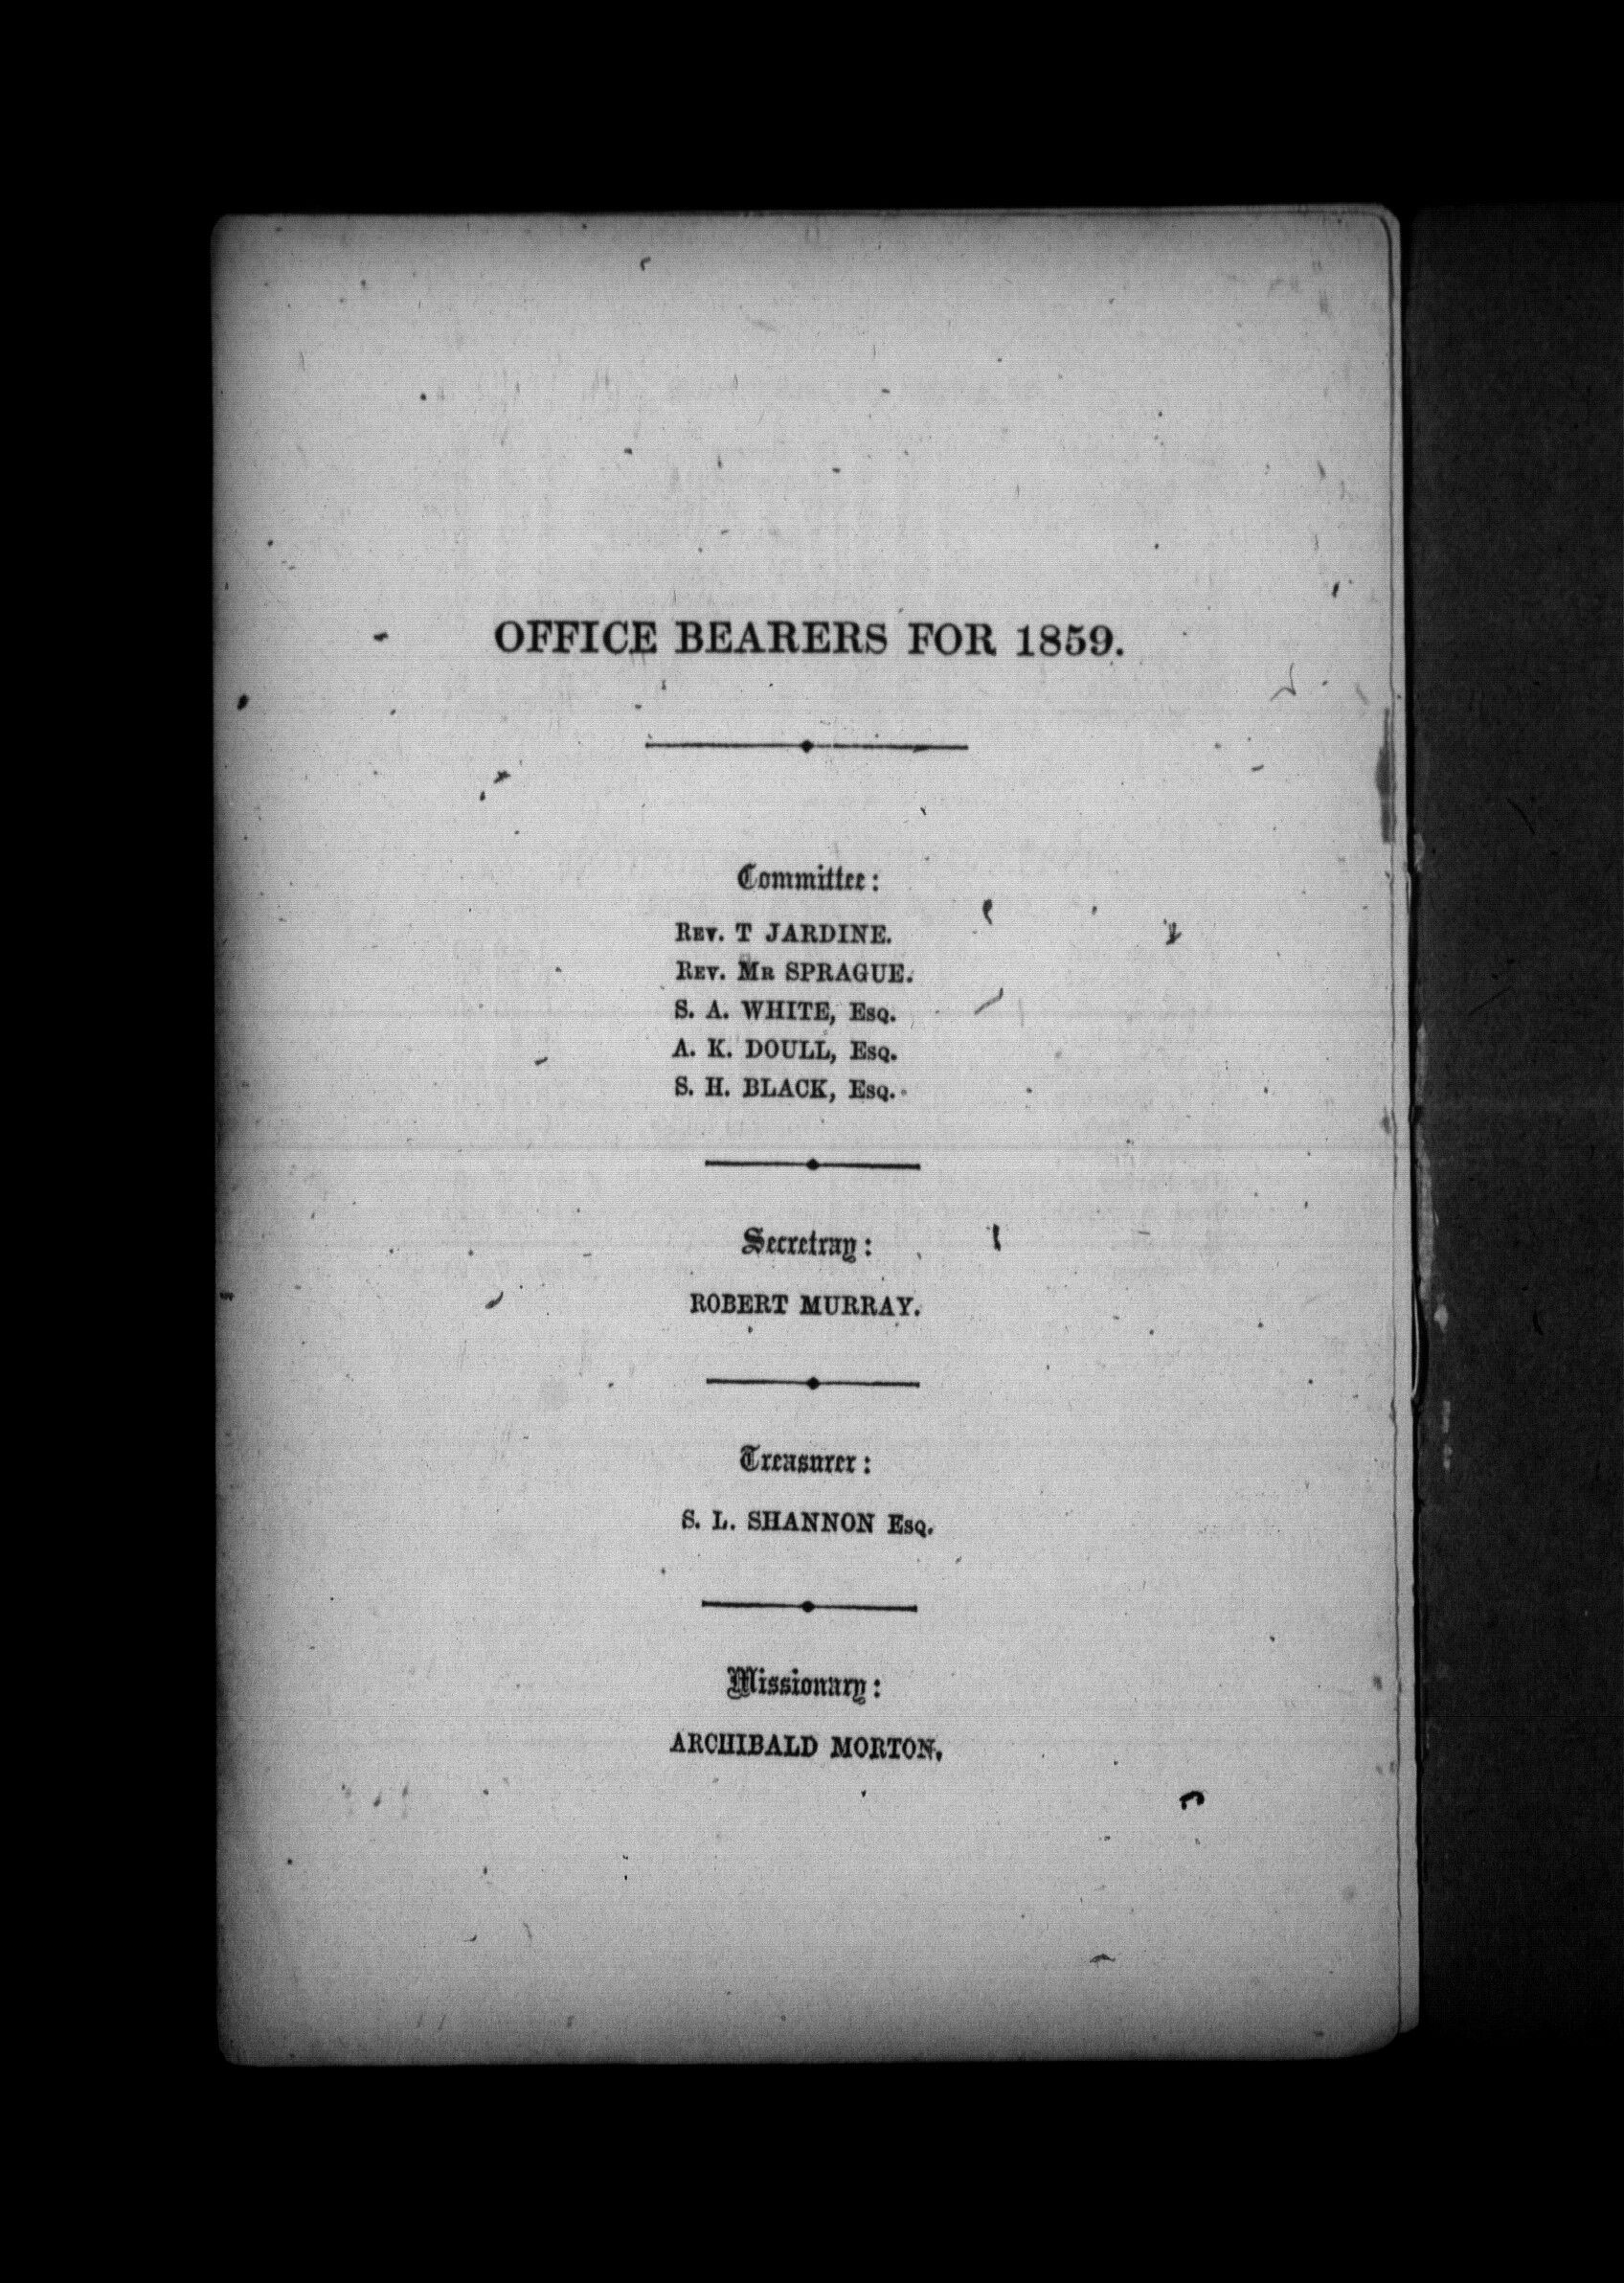 OFFICE BEARERS FOR 1859.
Committee:
REV. T JARDINE.
REV. MR SPRAGUE.
S. A. WHITE, ESQ.
A. K. DOULL, ESQ.
S. H. BLACK, ESQ.
Secretray:
ROBERT MURRAY.
Treasurer:
S. L. SHANNON ESQ.
Missionary:
ARCHIBALD MORTON.